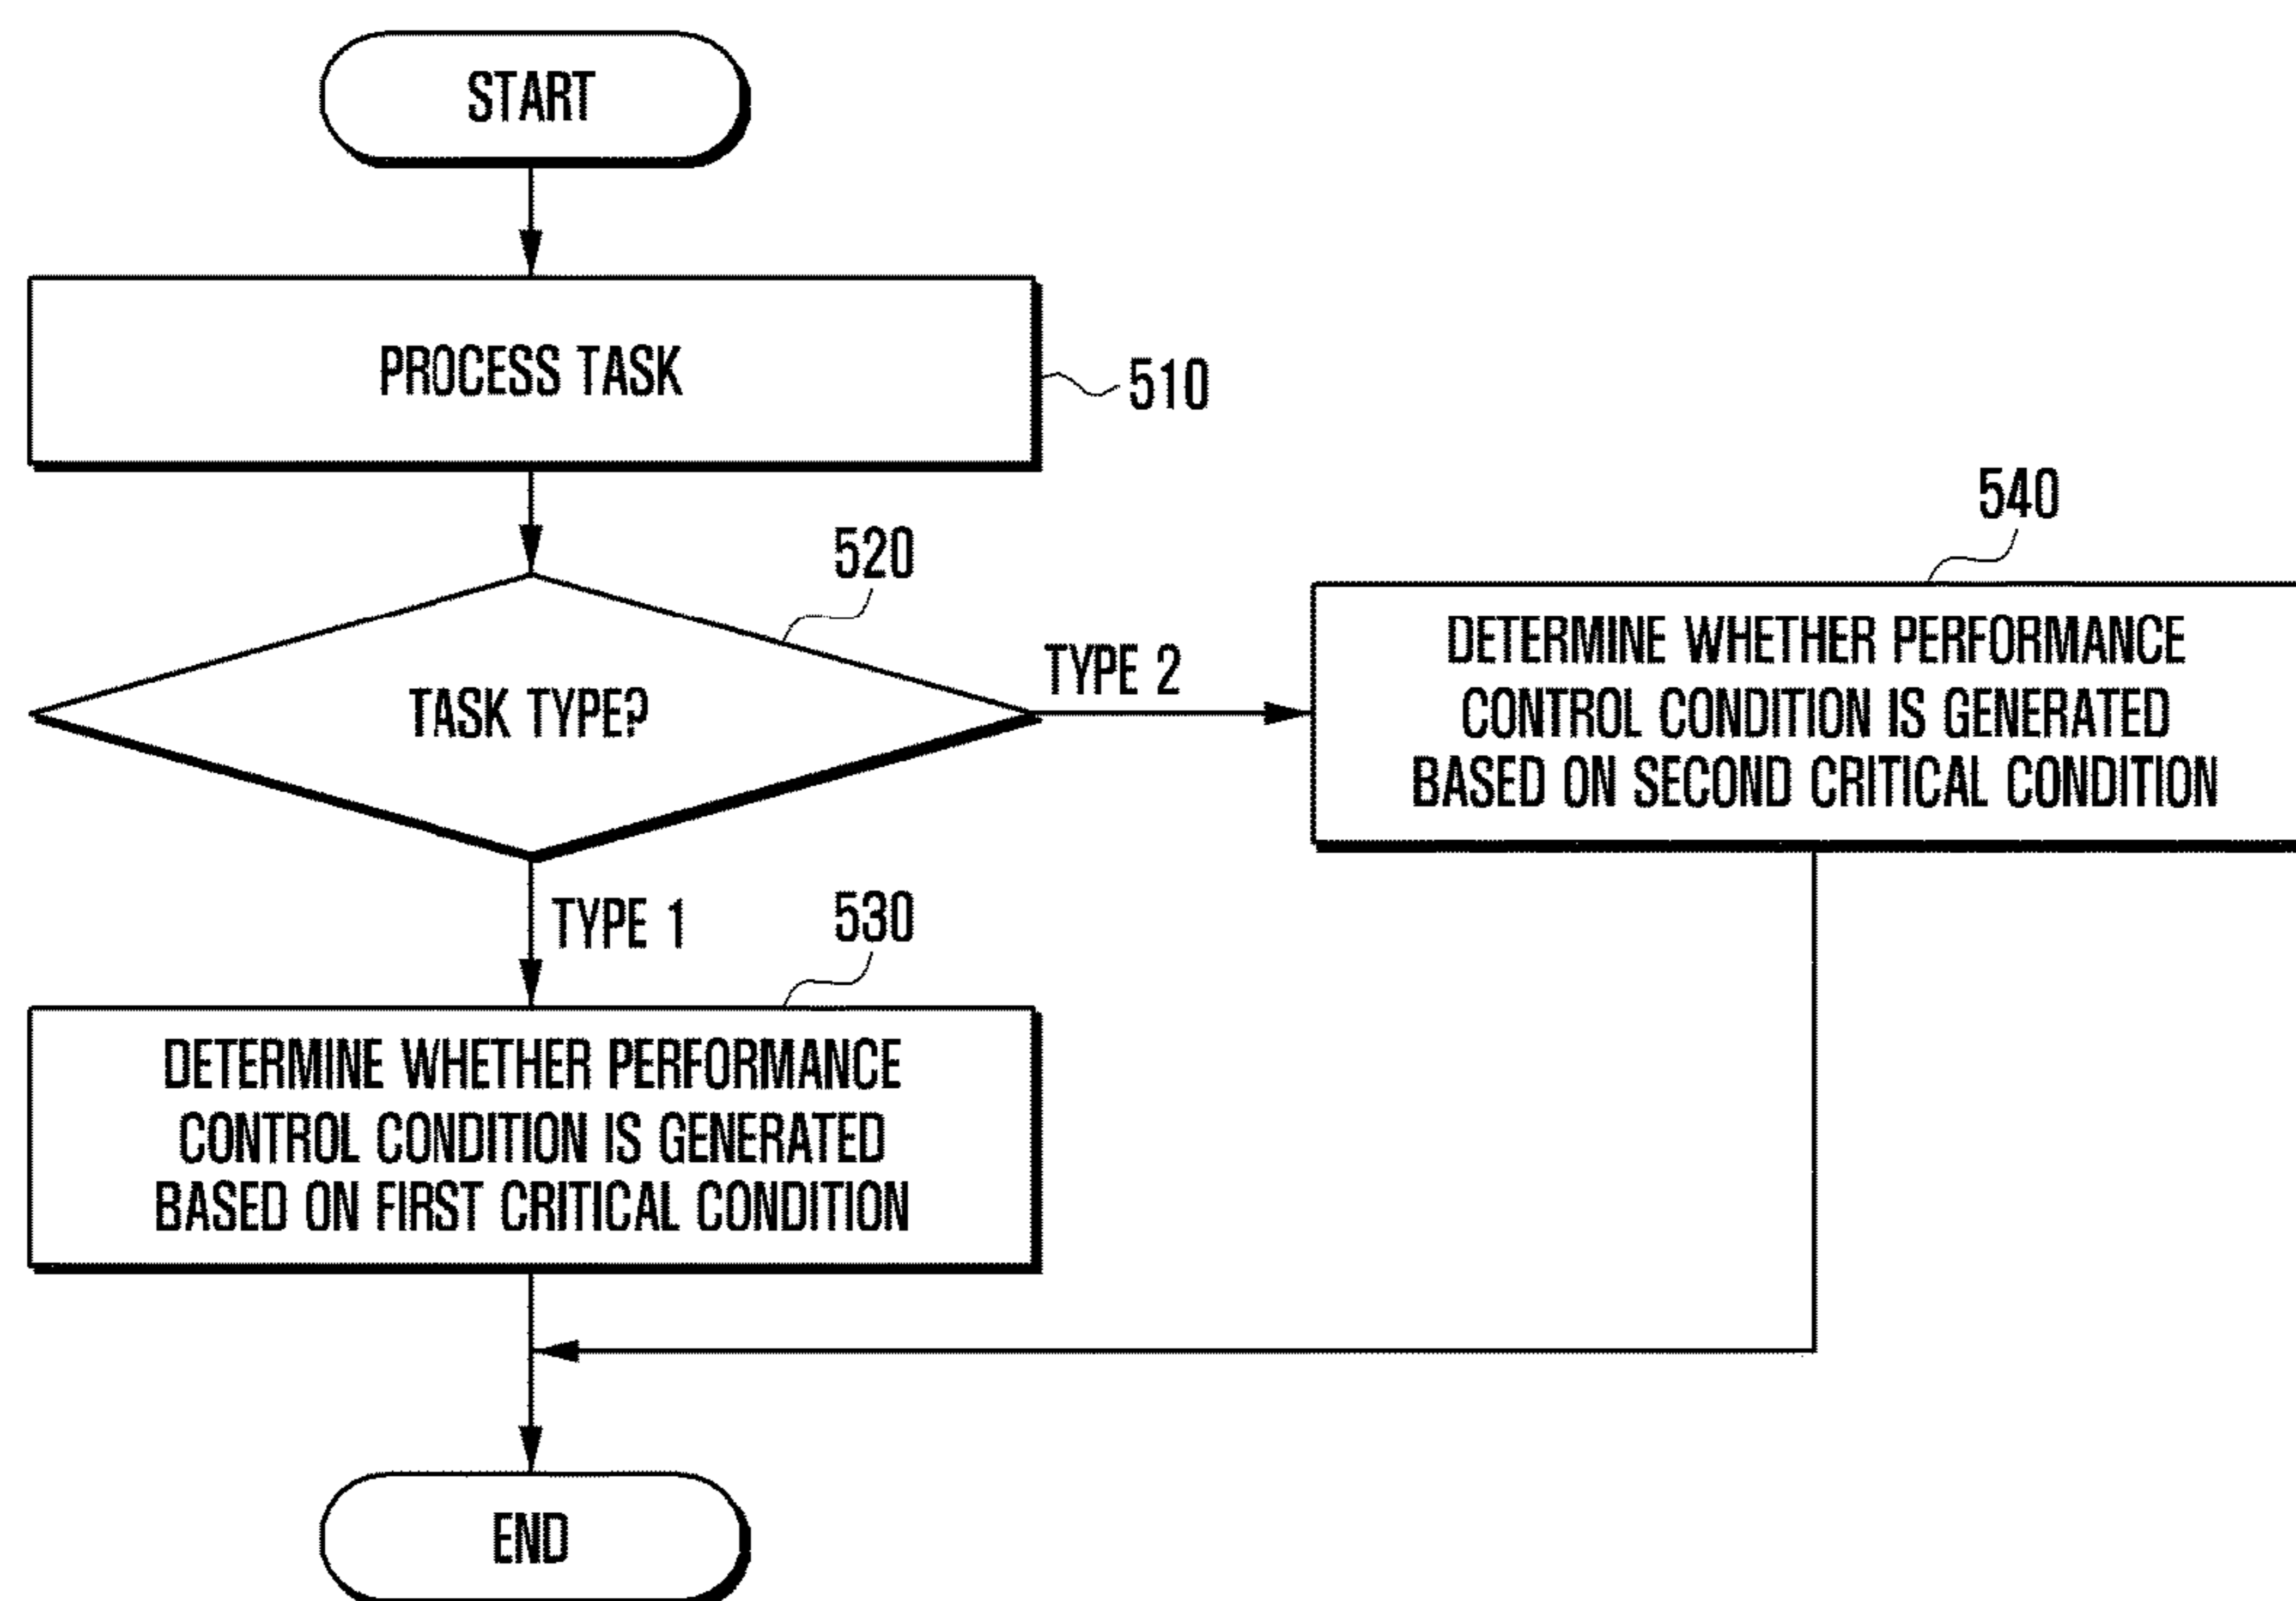 START
PROCESS TASK
510
520
TASK TYPE?
TYPE 2
540
DETERMINE WHETHER PERFORMANCE
CONTROL CONDITION IS GENERATED
BASED ON SECOND CRITICAL CONDITION
TYPE 1
530
DETERMINE WHETHER PERFORMANCE
CONTROL CONDITION IS GENERATED
BASED ON FIRST CRITICAL CONDITION
END